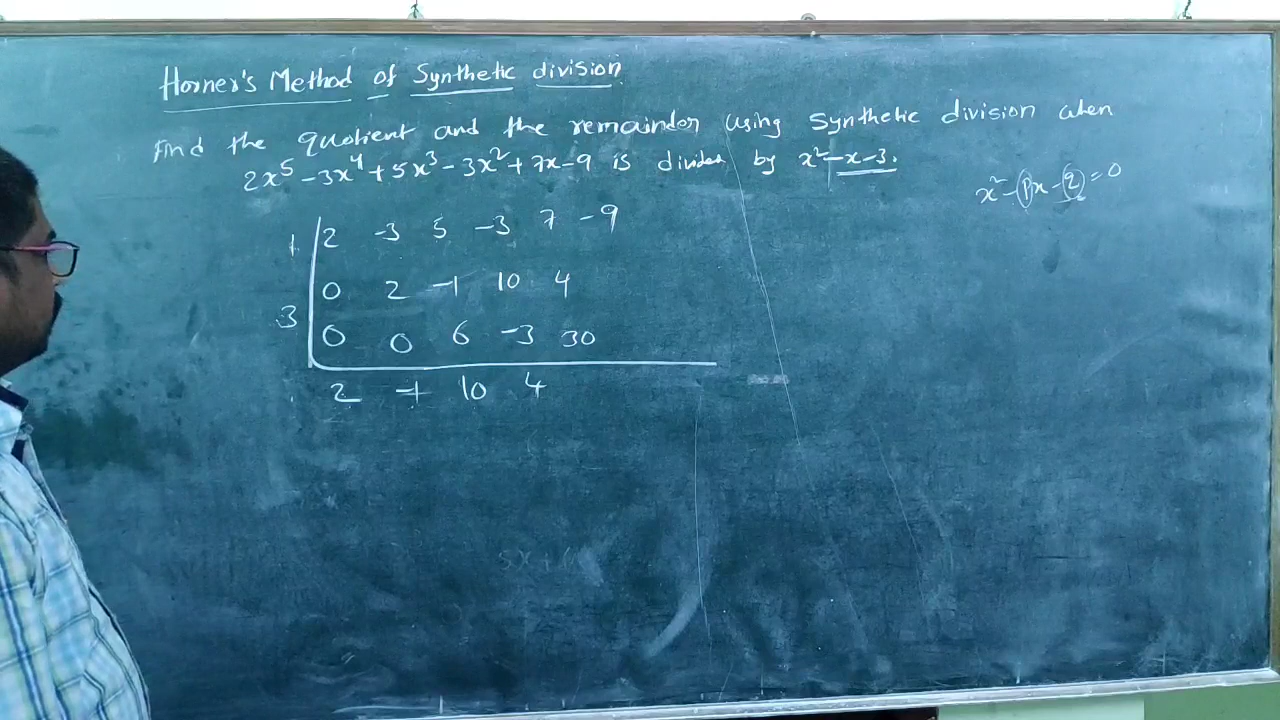 Horner's Method of Synthetic division
Find the quotient and the remainder using synthetic division when
2x⁵ - 3x⁴ + 5x³ - 3x² + 7x - 9 is divided by x² - x - 3.
x² - px - q = 0
1 2 -3 5 -3 7 -9
0 2 -1 10 4
3 0 0 6 -3 30
2 -1 10 4